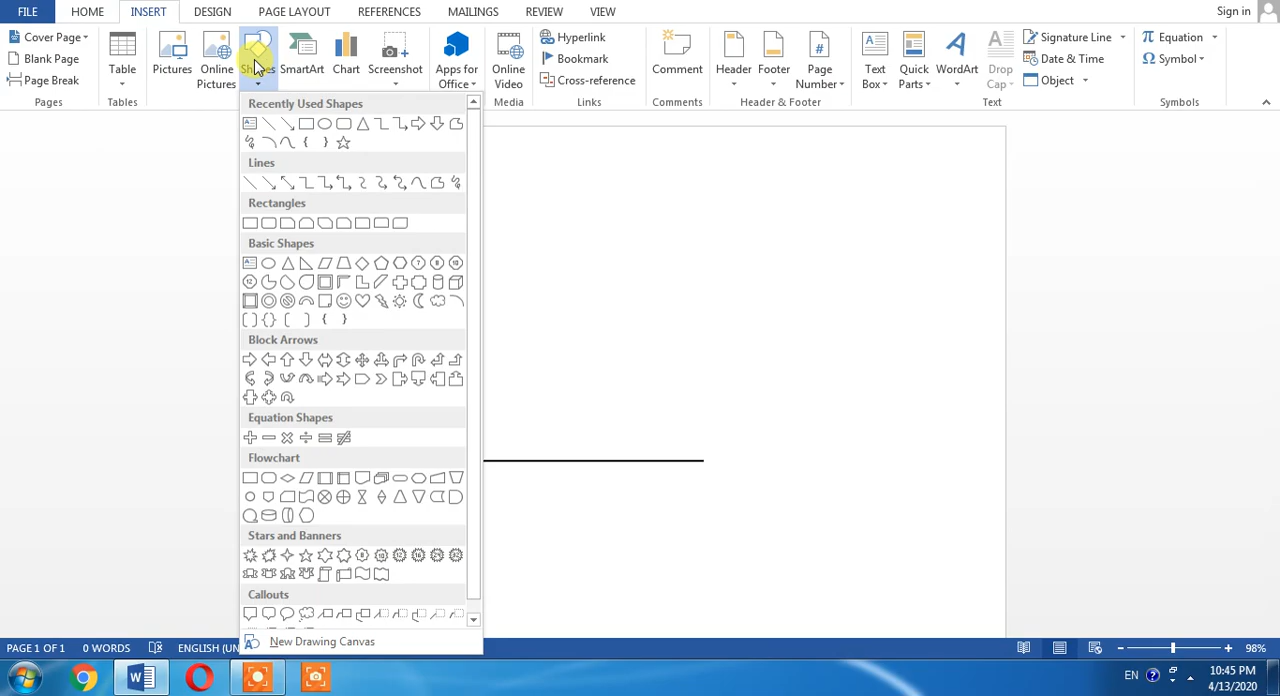 FILE HOME INSERT DESIGN PAGE LAYOUT REFERENCES MAILINGS REVIEW VIEW Sign in
Cover Page
Blank Page
Page Break
Pages
Table
Tables
Pictures
Online
Pictures
Shapes
SmartArt
Chart
Screenshot
Apps for
Office
Online
Video
Media
Hyperlink
Bookmark
Cross-reference
Links
Comment
Comments
Header
Footer
Page
Number
Header & Footer
Text
Box
Quick
Parts
WordArt
Drop
Cap
Signature Line
Date & Time
Object
Text
Equation
Symbol
Symbols
Recently Used Shapes
Lines
Rectangles
Basic Shapes
Block Arrows
Equation Shapes
Flowchart
Stars and Banners
Callouts
New Drawing Canvas
PAGE 1 OF 1 0 WORDS ENGLISH (UN 98%
EN 10:45 PM
4/13/2020